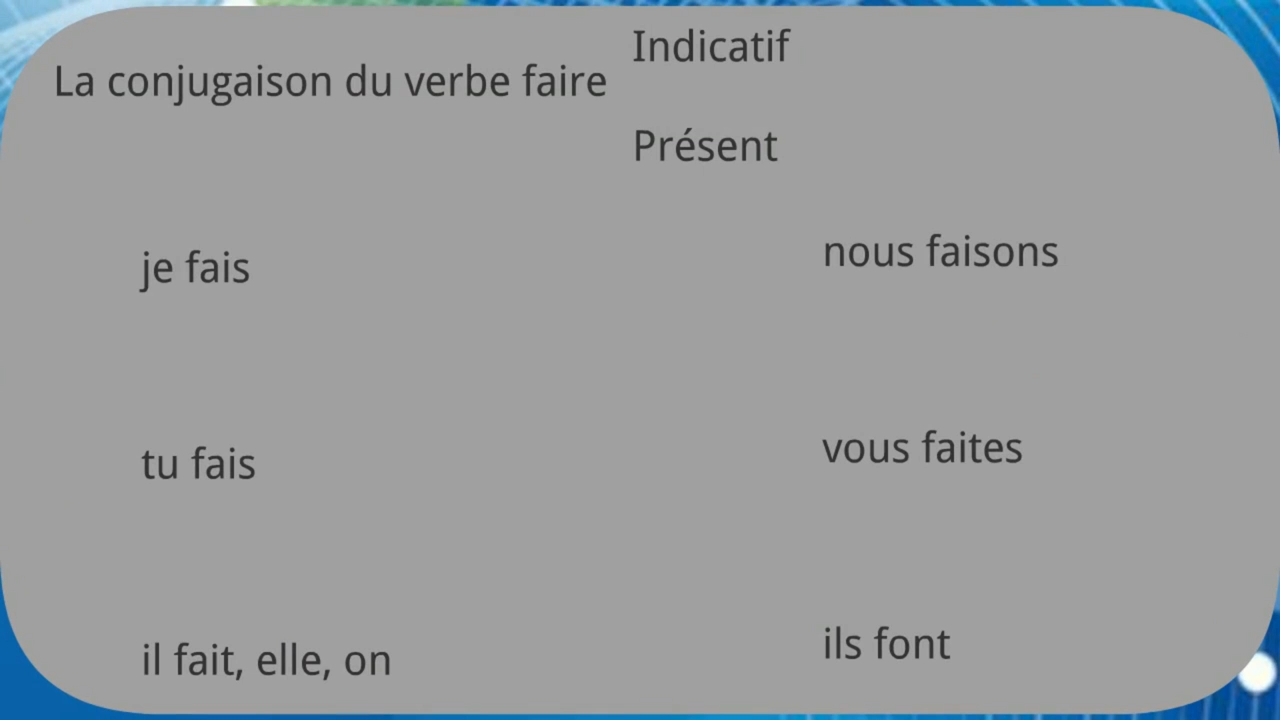 La conjugaison du verbe faire
Indicatif
Présent
je fais
tu fais
il fait, elle, on
nous faisons
vous faites
ils font